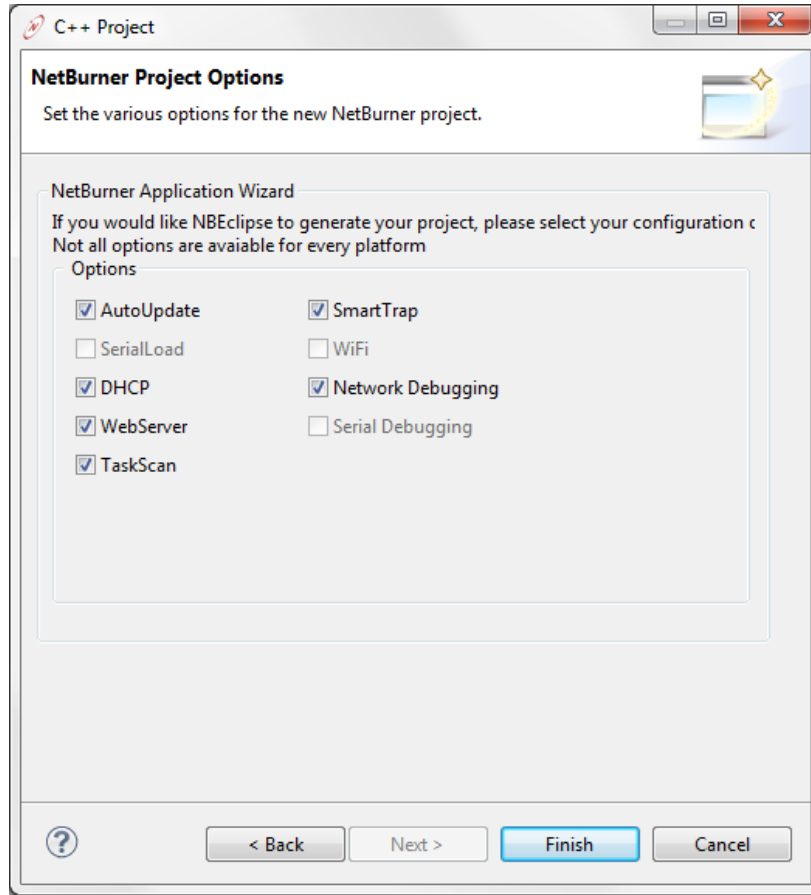 C++ Project
NetBurner Project Options
Set the various options for the new NetBurner project.
NetBurner Application Wizard
If you would like NBEclipse to generate your project, please select your configuration c
Not all options are avaiable for every platform
Options
AutoUpdate
SmartTrap
SerialLoad
WiFi
DHCP
Network Debugging
WebServer
Serial Debugging
TaskScan
?
< Back
Next >
Finish
Cancel